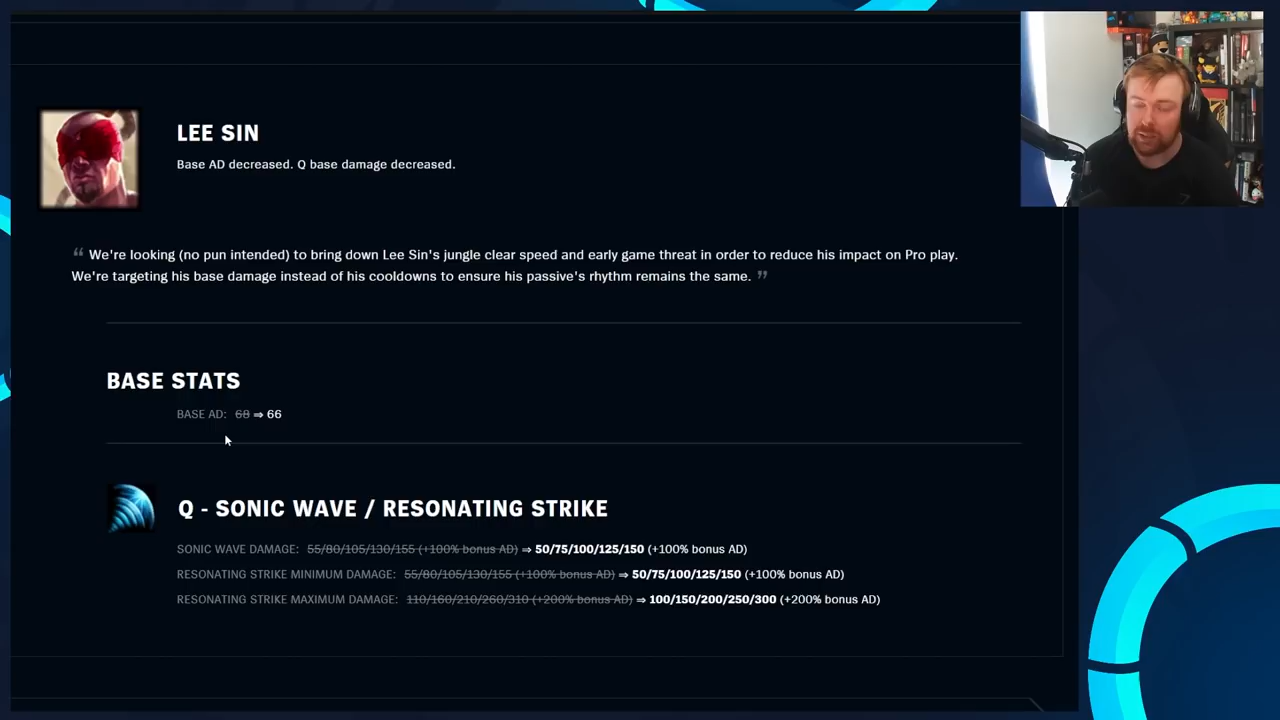 LEE SIN
Base AD decreased. Q base damage decreased.
“ We're looking (no pun intended) to bring down Lee Sin's jungle clear speed and early game threat in order to reduce his impact on Pro play.
We're targeting his base damage instead of his cooldowns to ensure his passive's rhythm remains the same. ”
BASE STATS
BASE AD: 68 ⇒ 66
Q - SONIC WAVE / RESONATING STRIKE
SONIC WAVE DAMAGE: 55/80/105/130/155 (+100% bonus AD) ⇒ 50/75/100/125/150 (+100% bonus AD)
RESONATING STRIKE MINIMUM DAMAGE: 55/80/105/130/155 (+100% bonus AD) ⇒ 50/75/100/125/150 (+100% bonus AD)
RESONATING STRIKE MAXIMUM DAMAGE: 110/160/210/260/310 (+200% bonus AD) ⇒ 100/150/200/250/300 (+200% bonus AD)